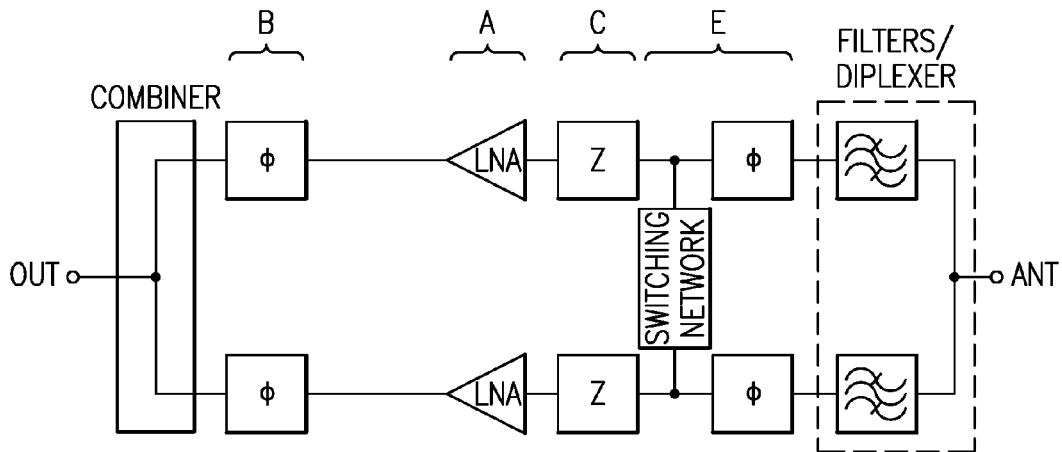 B
A
C
E
FILTERS/
DIPLEXER
COMBINER
ϕ
LNA
Z
ϕ
OUT
SWITCHING
NETWORK
ANT
ϕ
LNA
Z
ϕ